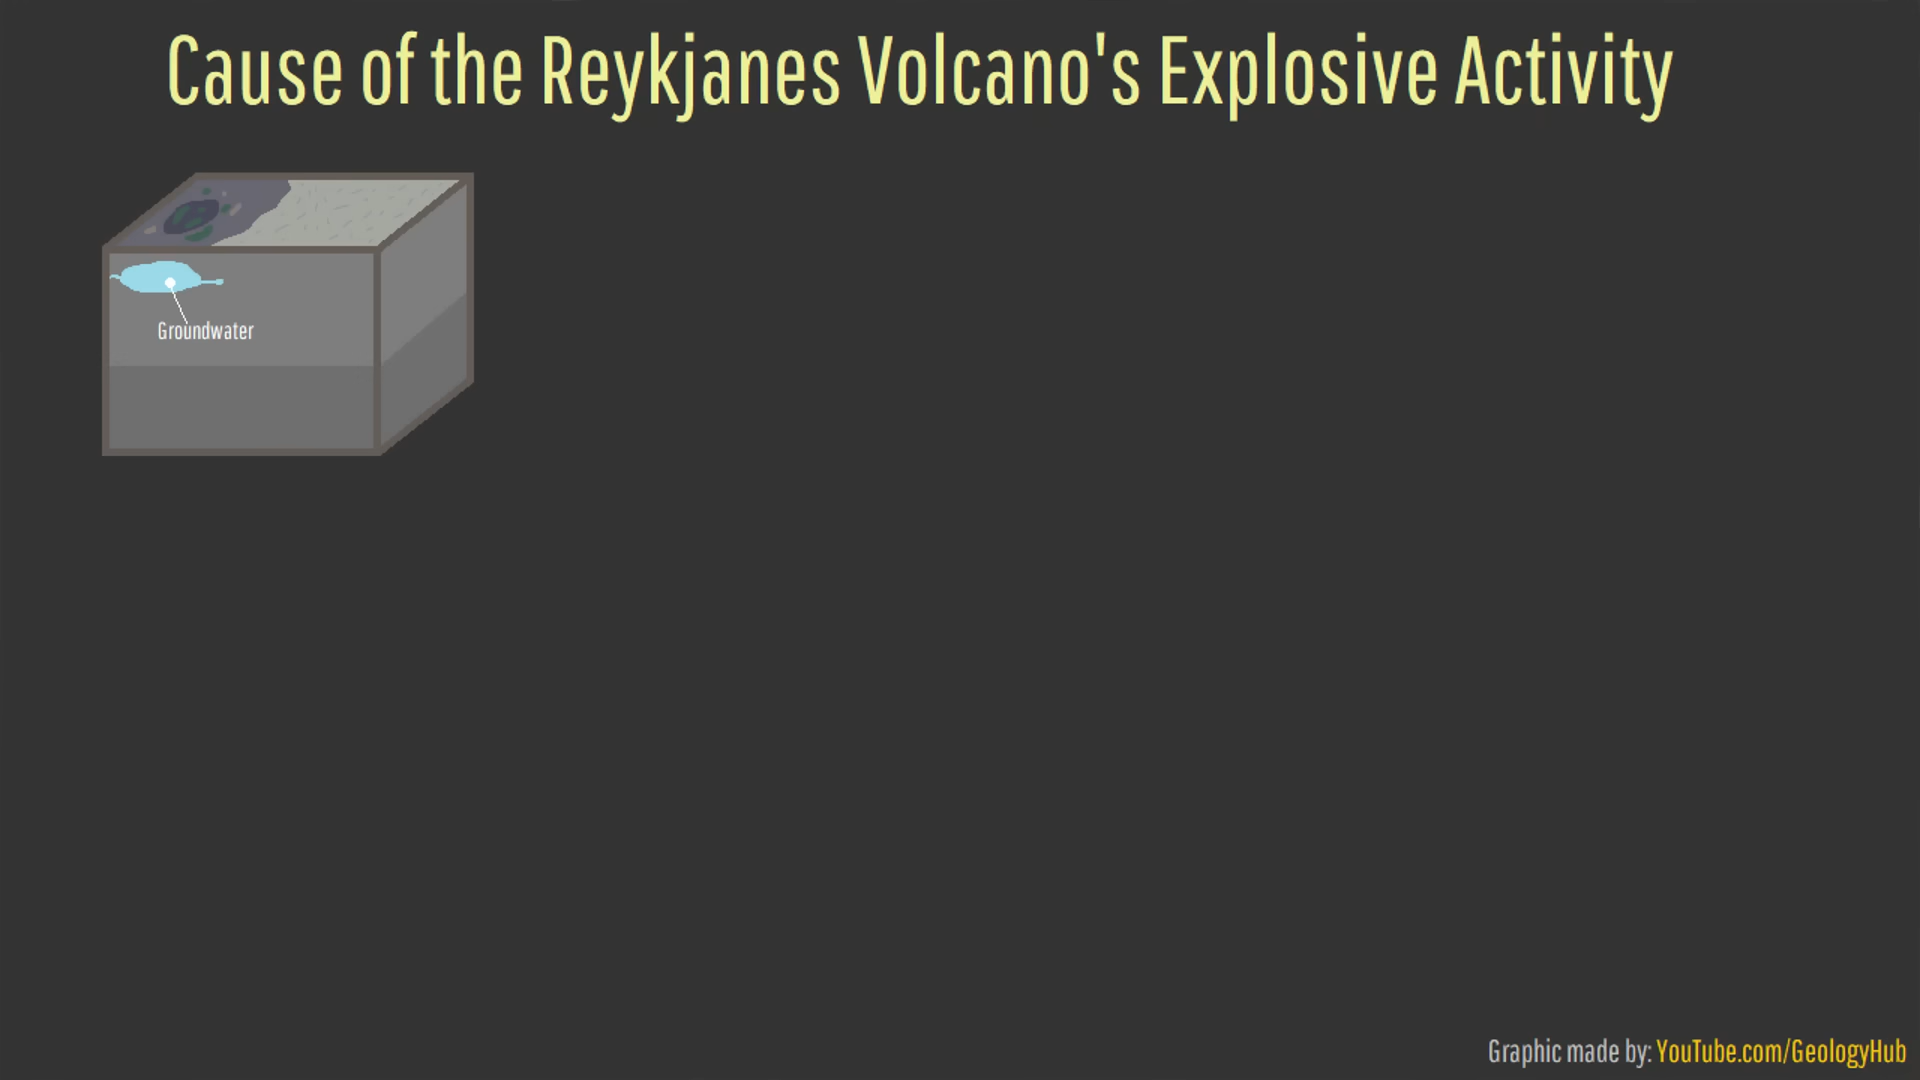 Cause of the Reykjanes Volcano's Explosive Activity
Groundwater
Graphic made by: YouTube.com/GeologyHub